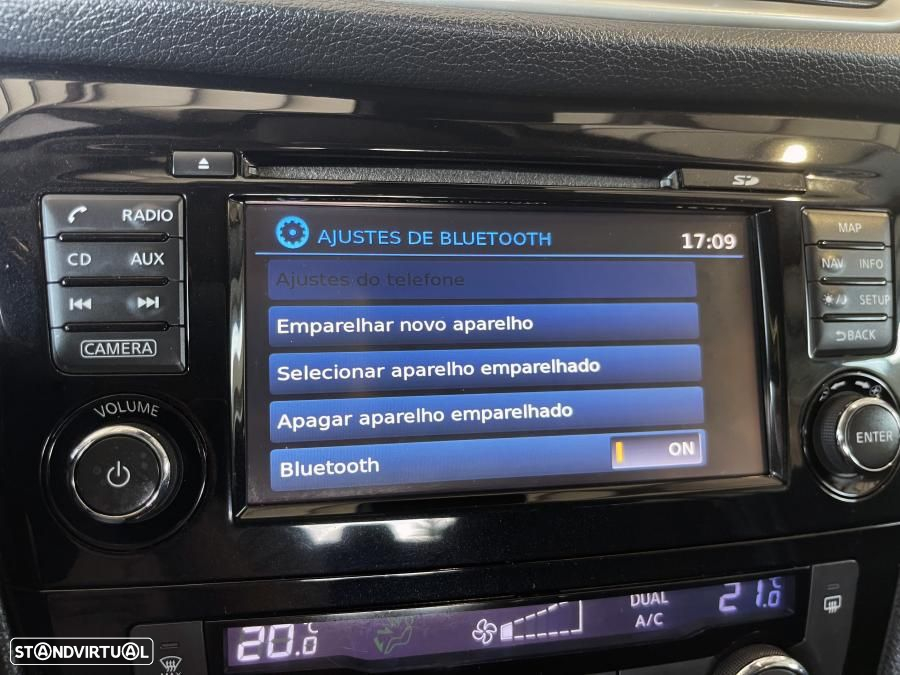 SD
RADIO
CD AUX
CAMERA
VOLUME
AJUSTES DE BLUETOOTH 17:09
Ajustes do telefone
Emparelhar novo aparelho
Selecionar aparelho emparelhado
Apagar aparelho emparelhado
Bluetooth ON
MAP
NAV INFO
SETUP
BACK
ENTER
20.0°C
DUAL
A/C
21.0°C
MAX
STANDVIRTUAL